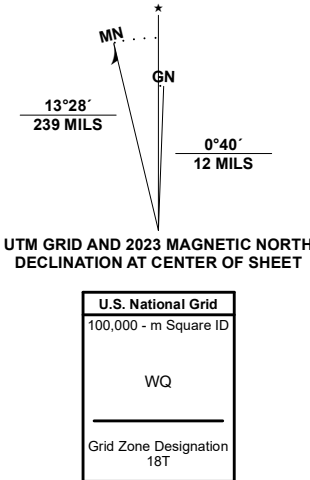 MN
GN
13°28´
239 MILS
0°40´
12 MILS
UTM GRID AND 2023 MAGNETIC NORTH
DECLINATION AT CENTER OF SHEET
U.S. National Grid
100,000 - m Square ID
WQ
Grid Zone Designation
18T